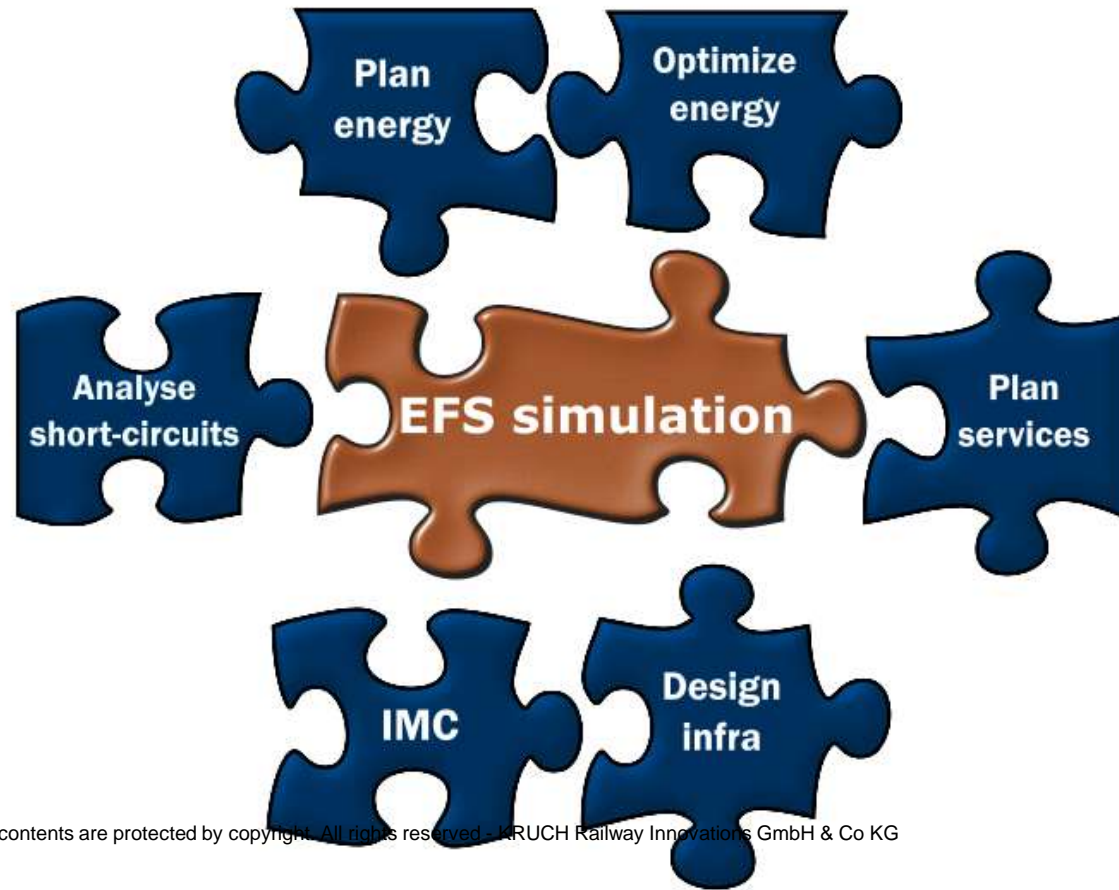 Plan
energy
Optimize
energy
Analyse
short-circuits
EFS simulation
Plan
services
IMC
Design
infra
contents are protected by copyright. All rights reserved - KRUCH Railway Innovations GmbH & Co KG